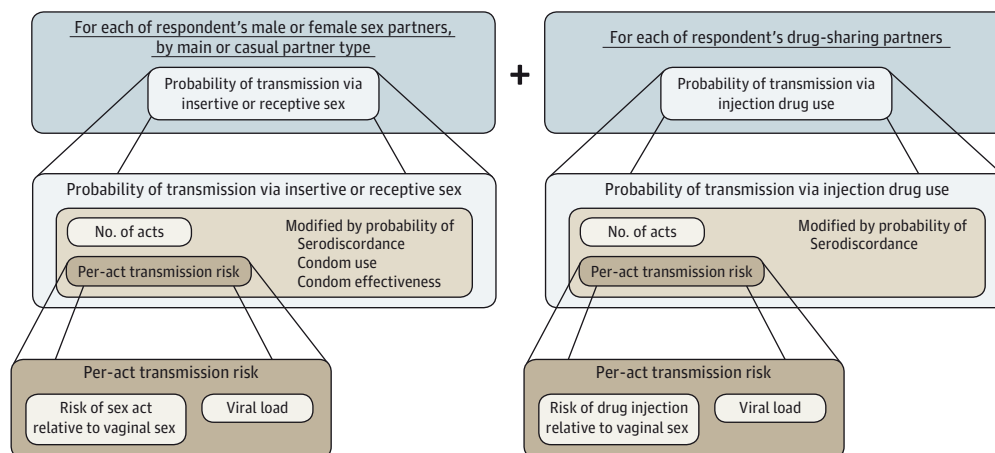 For each of respondent's male or female sex partners,
by main or casual partner type
Probability of transmission via
insertive or receptive sex
+
For each of respondent's drug-sharing partners
Probability of transmission via
injection drug use
Probability of transmission via insertive or receptive sex
No. of acts
Modified by probability of
Serodiscordance
Condom use
Condom effectiveness
Per-act transmission risk
Probability of transmission via injection drug use
No. of acts
Modified by probability of
Serodiscordance
Per-act transmission risk
Per-act transmission risk
Risk of sex act
relative to vaginal sex
Viral load
Per-act transmission risk
Risk of drug injection
relative to vaginal sex
Viral load